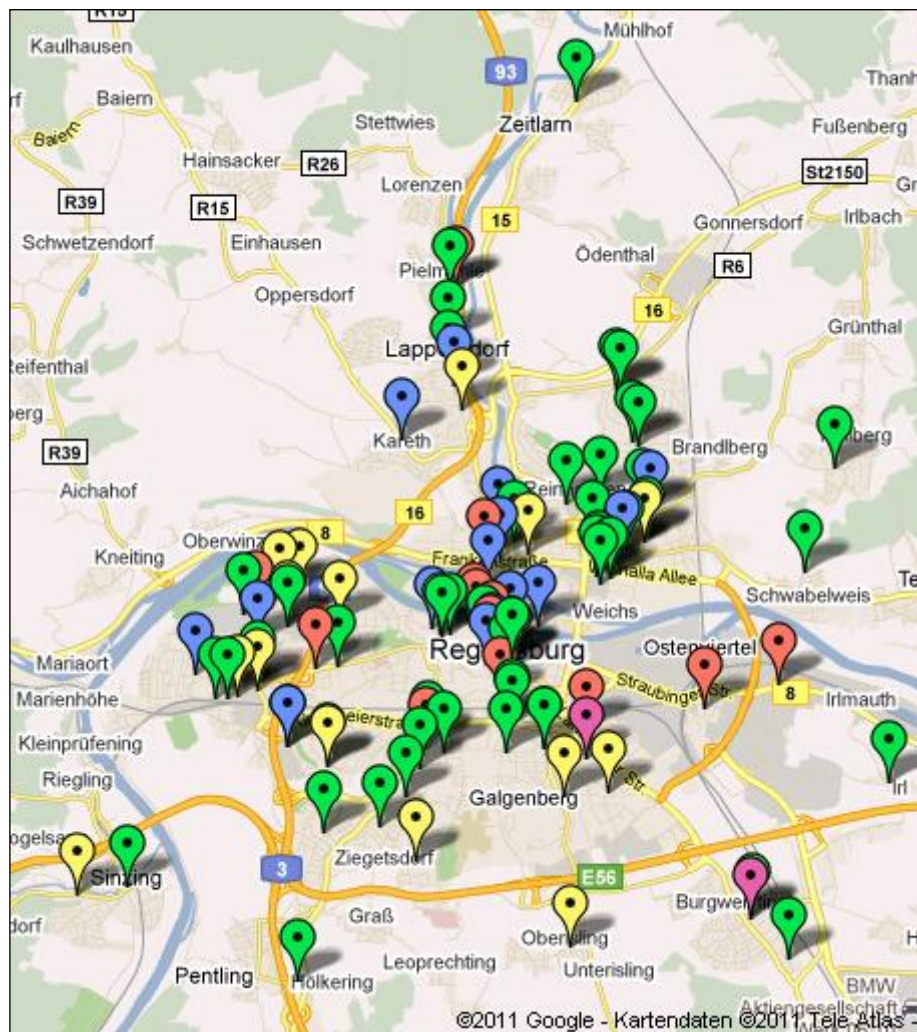 R15
Mühlhof
Kaulhausen
93
Baiern
Zeitlarn
Stettwies
Fußenberg
Baiern
Hainsacker
R26
St2150
Lorenzen
R39
R15
15
Gonnersdorf
Irlbach
Schwetzendorf
Einhausen
Ödenthal
R6
Oppersdorf
16
Grünthal
Reifenthal
Kareth
Brandlberg
R39
Aichahof
16
8
Kneiting
Weichs
Schwabelweis
Mariaort
Marienhöhe
Straubinger Str.
8
Irlmauth
Kleinprüfening
Riegling
Galgenberg
Str.
Irl
Ziegetsdorf
Sinzing
3
E56
Graß
Pentling
Hölkering
Leoprechting
Unterisling
BMW
Aktiengesellschaft
©2011 Google - Kartendaten ©2011 Tele Atlas -